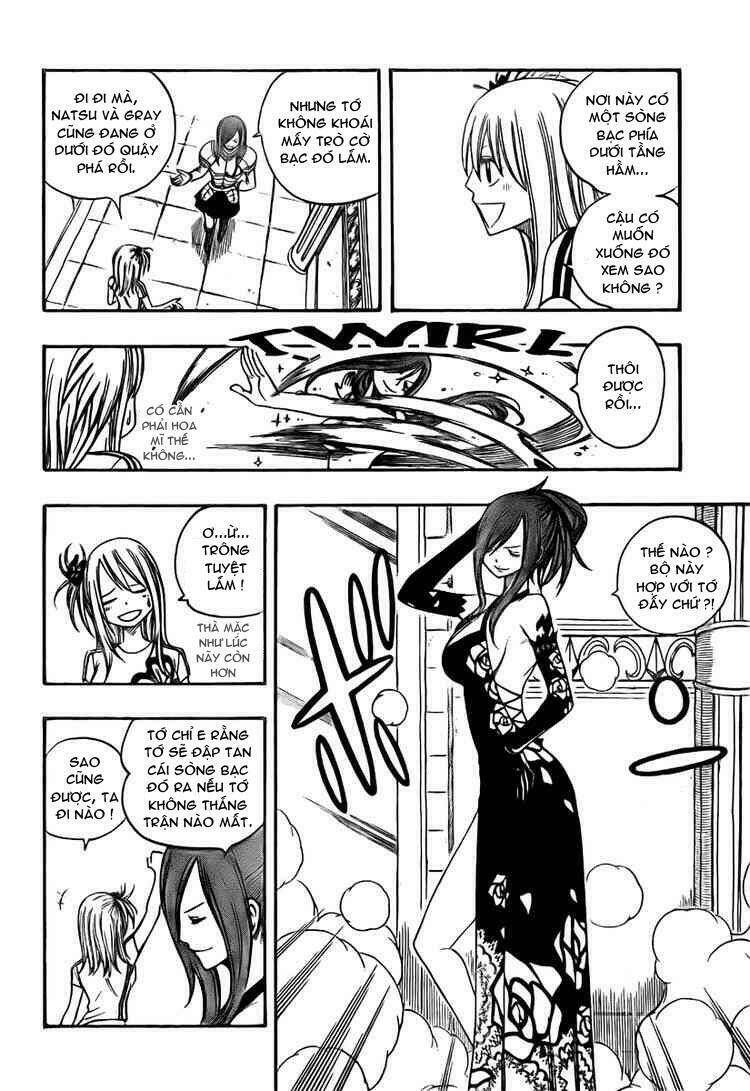 NƠI NÀY CÓ
MỘT SÒNG
BẠC PHÍA
DƯỚI TẦNG
HẦM...
CẬU CÓ
MUỐN
XUỐNG ĐÓ
XEM SAO
KHÔNG ?
NHƯNG TỚ
KHÔNG KHOÁI
MẤY TRÒ CỜ
BẠC ĐÓ LẮM.
ĐI ĐI MÀ,
NATSU VÀ GRAY
CŨNG ĐANG Ở
DƯỚI ĐÓ QUẬY
PHÁ RỒI.
THÔI
ĐƯỢC
RỒI...
TWIRL
CÓ CẦN
PHẢI HOA
MĨ THẾ
KHÔNG...
THẾ NÀO ?
BỘ NÀY
HỢP VỚI TỚ
ĐẤY CHỨ ?!
Ơ...Ừ...
TRÔNG
TUYỆT
LẮM !
THÀ MẶC
NHƯ LÚC
NÃY CÒN
HƠN
TỚ CHỈ E RẰNG
TỚ SẼ ĐẬP TAN
CÁI SÒNG BẠC
ĐÓ RA NẾU TỚ
KHÔNG THẮNG
TRẬN NÀO MẤT.
SAO
CŨNG
ĐƯỢC, TA
ĐI NÀO !